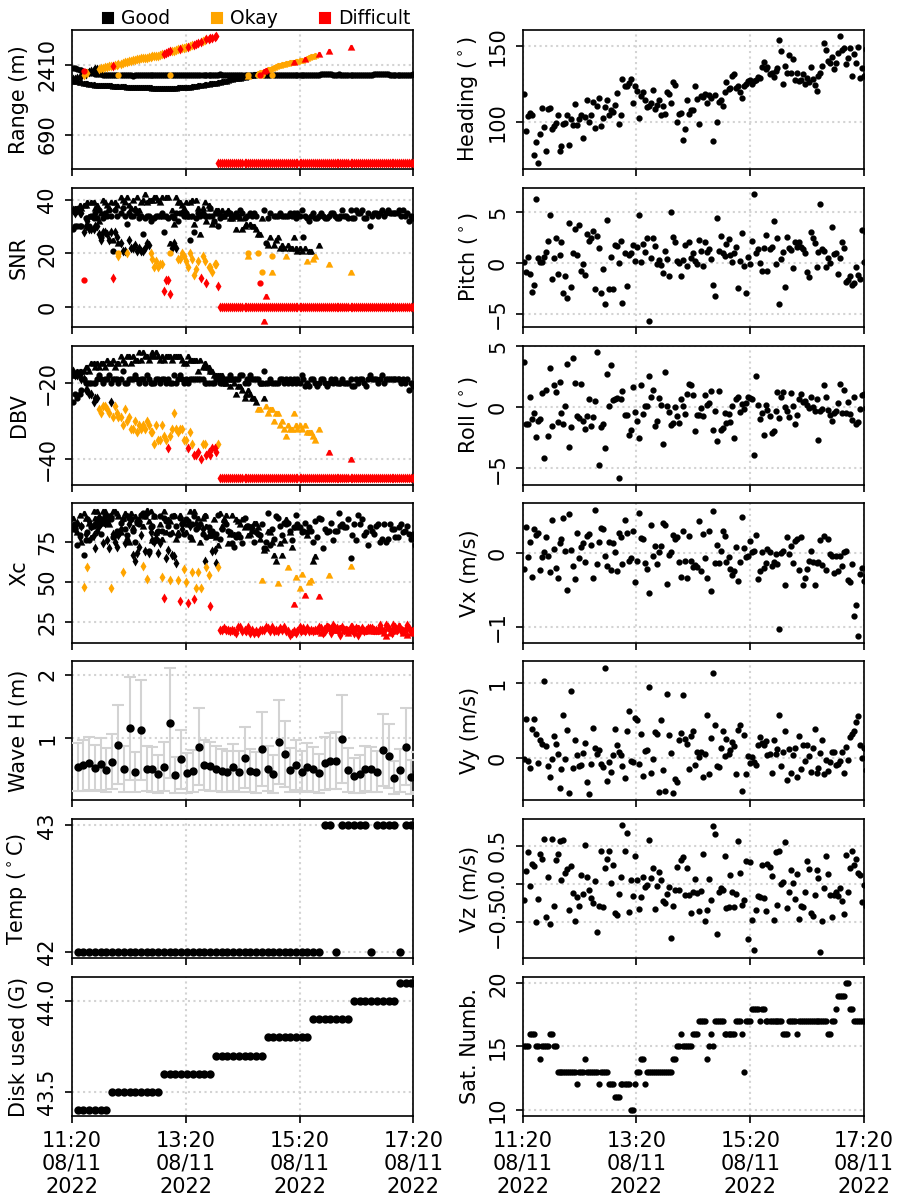 Good Okay Difficult
Range (m)
2410
690
Heading (°)
150
100
SNR
40
20
0
Pitch (°)
5
0
−5
DBV
−20
−40
Roll (°)
5
0
−5
Xc
75
50
25
Vx (m/s)
0
−1
Wave H (m)
2
1
Vy (m/s)
1
0
Temp (°C)
43
42
Vz (m/s)
0.5
0.0
−0.5
Disk used (G)
44.0
43.5
Sat. Numb.
20
15
10
11:20 13:20 15:20 17:20
08/11 08/11 08/11 08/11
2022 2022 2022 2022
11:20 13:20 15:20 17:20
08/11 08/11 08/11 08/11
2022 2022 2022 2022